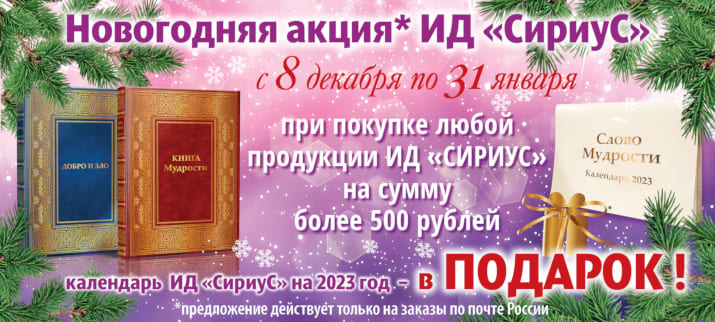 Новогодняя акция* ИД «СириуС»
с 8 декабря по 31 января
при покупке любой
продукции ИД «СИРИУС»
на сумму
более 500 рублей
ДОБРО И ЗЛО
КНИГА
Мудрости
Слово
Мудрости
Календарь 2023
календарь ИД «СириуС» на 2023 год - в ПОДАРОК !
*предложение действует только на заказы по почте России